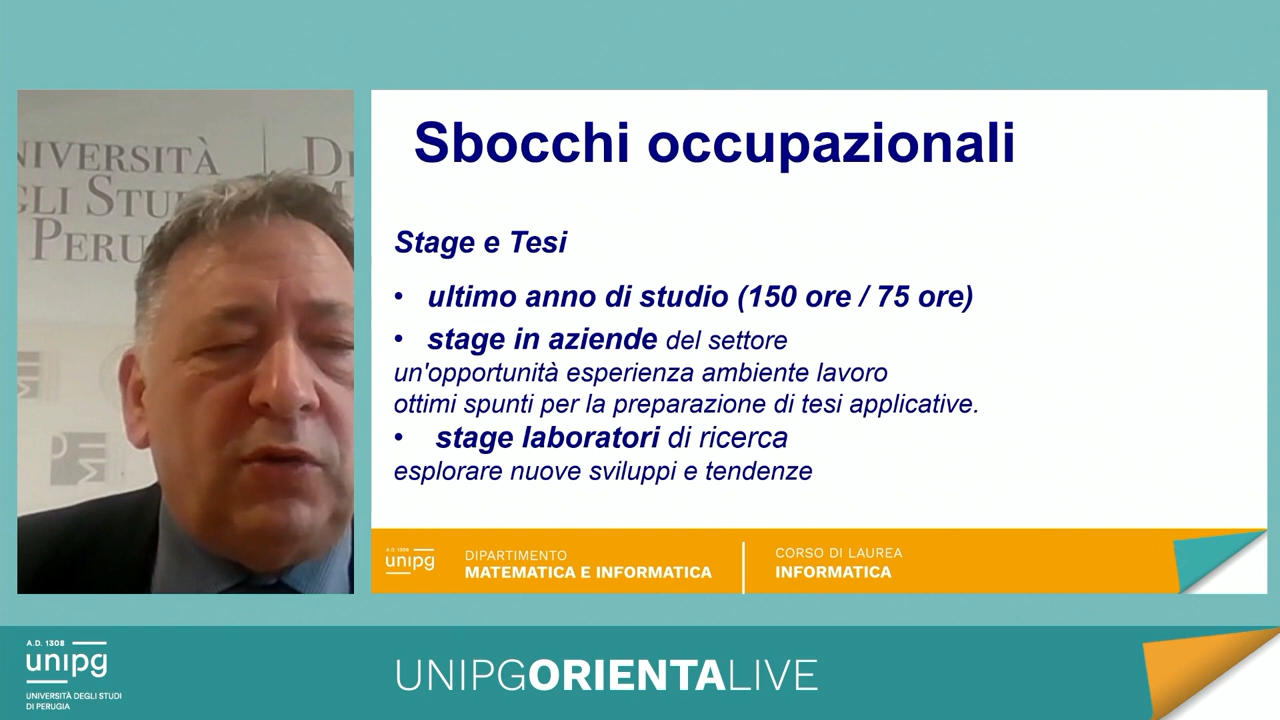 NIVERSITÀ
Sbocchi occupazionali
Stage e Tesi
• ultimo anno di studio (150 ore / 75 ore)
• stage in aziende del settore
un'opportunità esperienza ambiente lavoro
ottimi spunti per la preparazione di tesi applicative.
• stage laboratori di ricerca
esplorare nuove sviluppi e tendenze
A.D. 1308
unipg
DIPARTIMENTO
MATEMATICA E INFORMATICA
CORSO DI LAUREA
INFORMATICA
A.D. 1308
unipg
UNIVERSITÀ DEGLI STUDI
DI PERUGIA
UNIPGORIENTALIVE